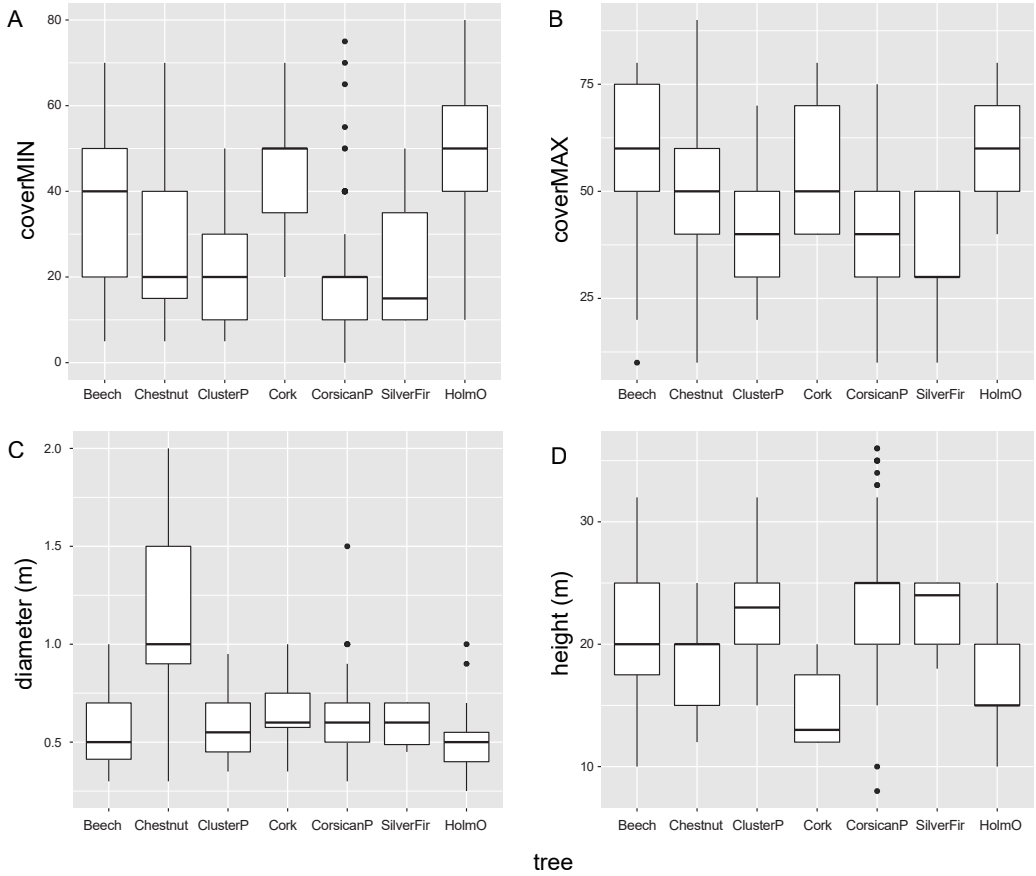 A
80
60
40
20
0
coverMIN
Beech Chestnut ClusterP Cork CorsicanP SilverFir HolmO
B
75
50
25
coverMAX
Beech Chestnut ClusterP Cork CorsicanP SilverFir HolmO
C
2.0
1.5
1.0
0.5
diameter (m)
Beech Chestnut ClusterP Cork CorsicanP SilverFir HolmO
D
30
20
10
height (m)
Beech Chestnut ClusterP Cork CorsicanP SilverFir HolmO
tree